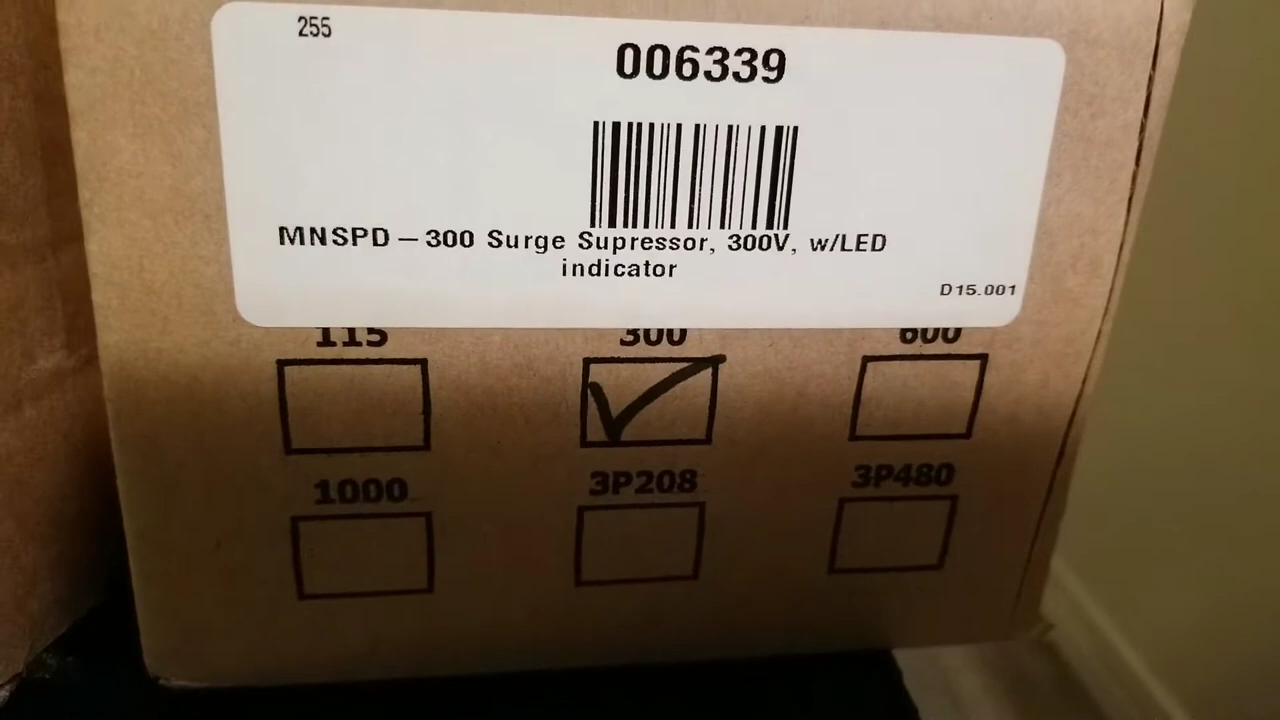 255
006339
MNSPD-300 Surge Supressor, 300V, w/LED
indicator
D15.001
115 300 600
1000 3P208 3P480